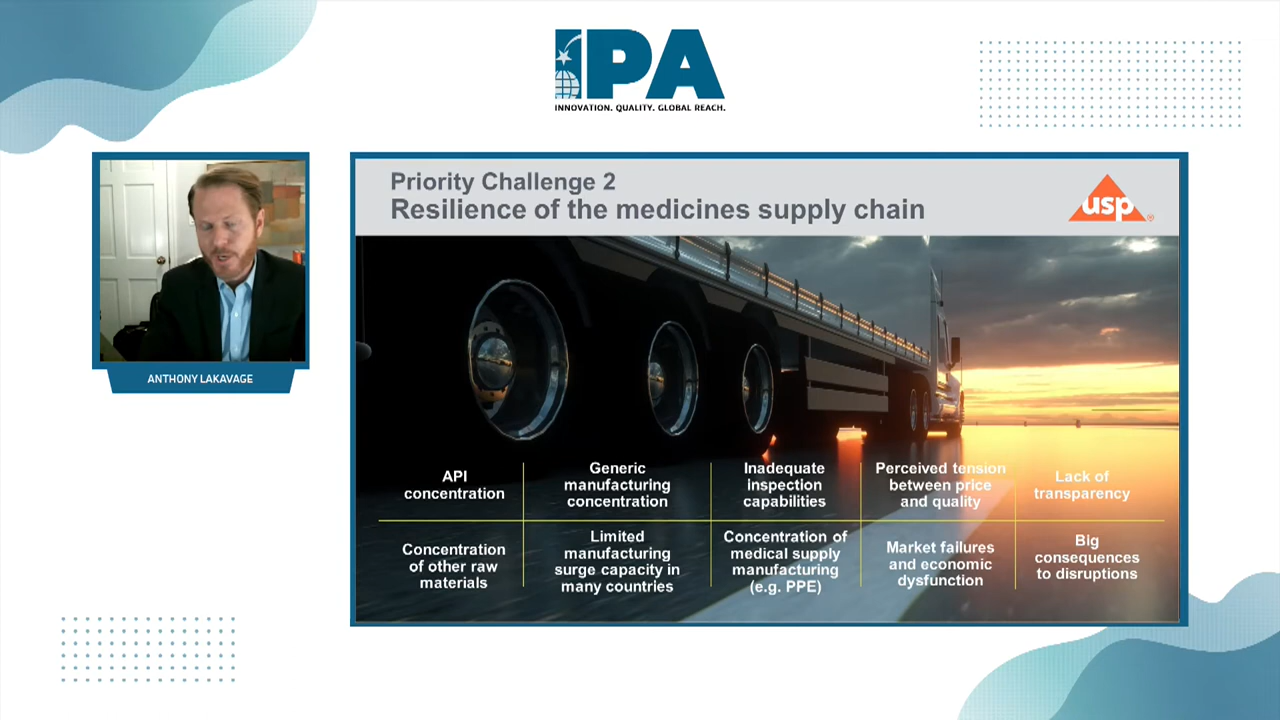 IPA
INNOVATION. QUALITY. GLOBAL REACH.
ANTHONY LAKAVAGE
Priority Challenge 2
Resilience of the medicines supply chain
usp
®
API
concentration
Generic
manufacturing
concentration
Inadequate
inspection
capabilities
Perceived tension
between price
and quality
Lack of
transparency
Concentration
of other raw
materials
Limited
manufacturing
surge capacity in
many countries
Concentration of
medical supply
manufacturing
(e.g. PPE)
Market failures
and economic
dysfunction
Big
consequences
to disruptions